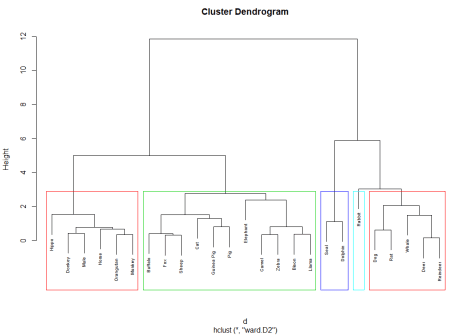 Cluster Dendrogram
Height
12
10
8
6
4
2
0
Hippo
Donkey
Mule
Horse
Orangutan
Monkey
Buffalo
Fox
Sheep
Cat
Guinea Pig
Pig
Elephant
Camel
Zebra
Bison
Llama
Seal
Dolphin
Rabbit
Dog
Rat
Whale
Deer
Reindeer
d
hclust (*, "ward.D2")